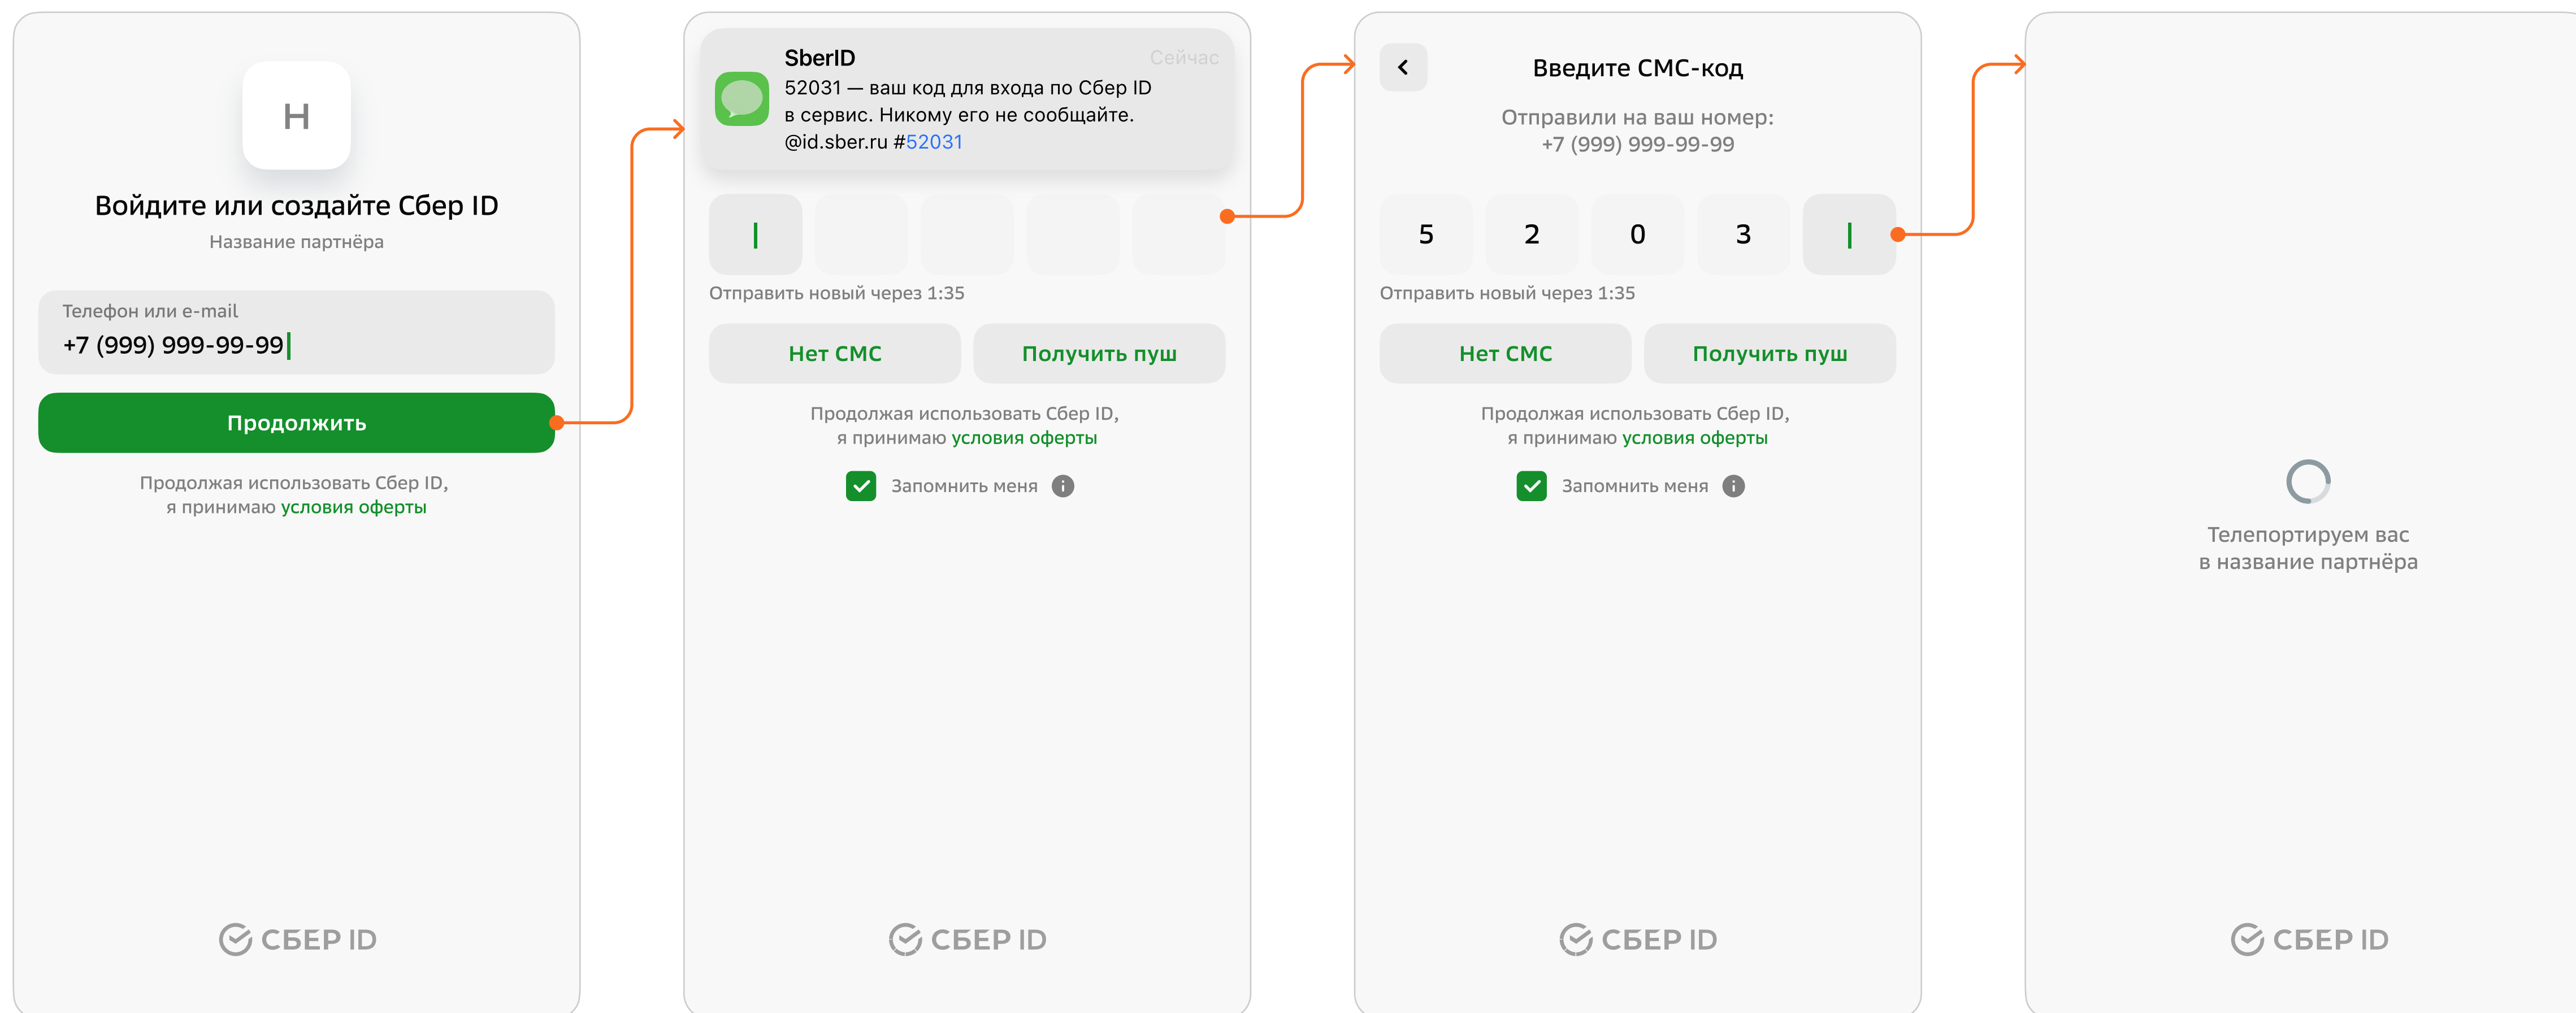 Н
Войдите или создайте Сбер ID
Название партнёра
Телефон или e-mail
+7 (999) 999-99-99
Продолжить
Продолжая использовать Сбер ID,
я принимаю условия оферты
СБЕР ID
SberID
Сейчас
52031 — ваш код для входа по Сбер ID
в сервис. Никому его не сообщайте.
@id.sber.ru #52031
Отправить новый через 1:35
Нет СМС
Получить пуш
Продолжая использовать Сбер ID,
я принимаю условия оферты
Запомнить меня
СБЕР ID
Введите СМС-код
Отправили на ваш номер:
+7 (999) 999-99-99
5 2 0 3
Отправить новый через 1:35
Нет СМС
Получить пуш
Продолжая использовать Сбер ID,
я принимаю условия оферты
Запомнить меня
СБЕР ID
Телепортируем вас
в название партнёра
СБЕР ID